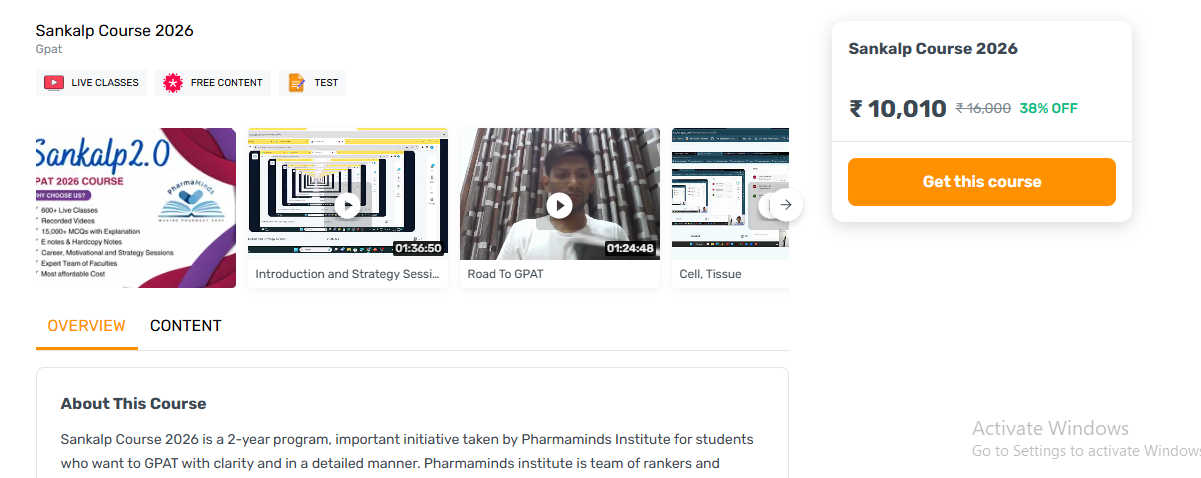 Sankalp Course 2026
Gpat
LIVE CLASSES
FREE CONTENT
TEST
Sankalp2.0
PAT 2026 COURSE
WHY CHOOSE US?
600+ Live Classes
Recorded Videos
15,000+ MCQs with Explanation
E notes & Hardcopy Notes
Career, Motivational and Strategy Sessions
Expert Team of Faculties
Most affordable Cost
PharmaMinds
MAKING PHARMACY EASY
01:36:50
Introduction and Strategy Sessi...
01:24:48
Road To GPAT
Cell, Tissue
OVERVIEW
CONTENT
About This Course
Sankalp Course 2026 is a 2-year program, important initiative taken by Pharmaminds Institute for students
who want to GPAT with clarity and in a detailed manner. Pharmaminds institute is team of rankers and
Sankalp Course 2026
₹ 10,010 ₹ 16,000 38% OFF
Get this course
Activate Windows
Go to Settings to activate Windows